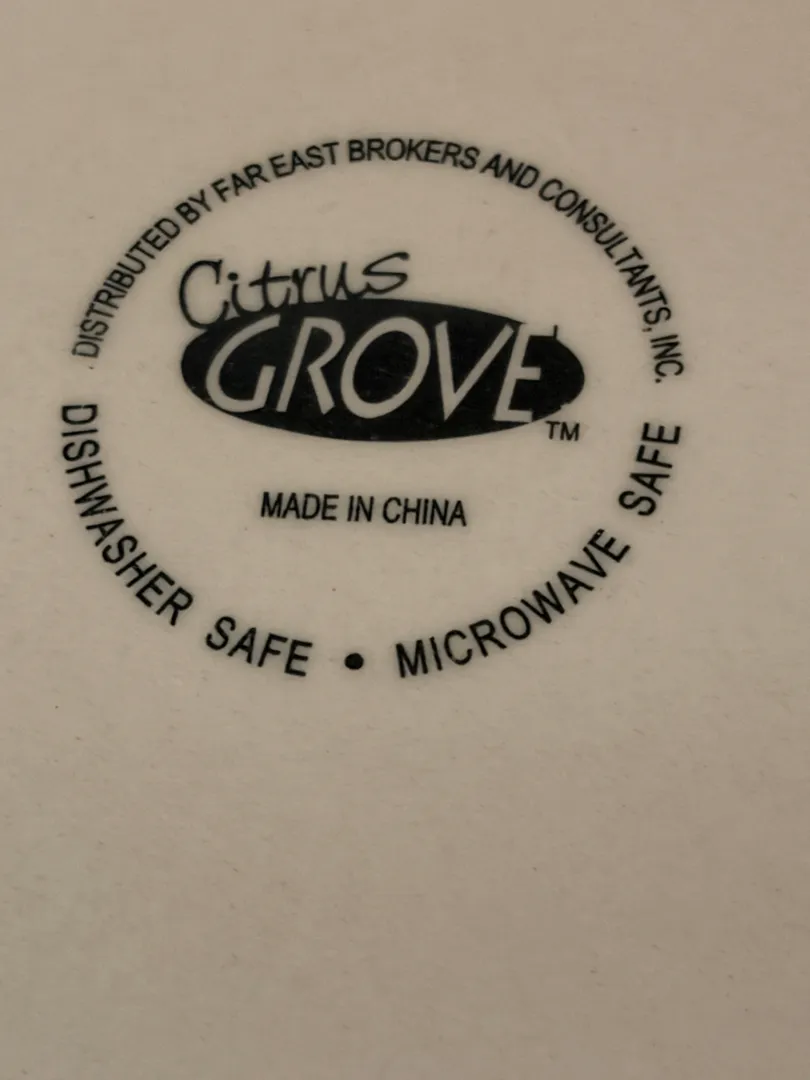 DISTRIBUTED BY FAR EAST BROKERS AND CONSULTANTS, INC.
Citrus
GROVE
TM
MADE IN CHINA
DISHWASHER SAFE • MICROWAVE SAFE